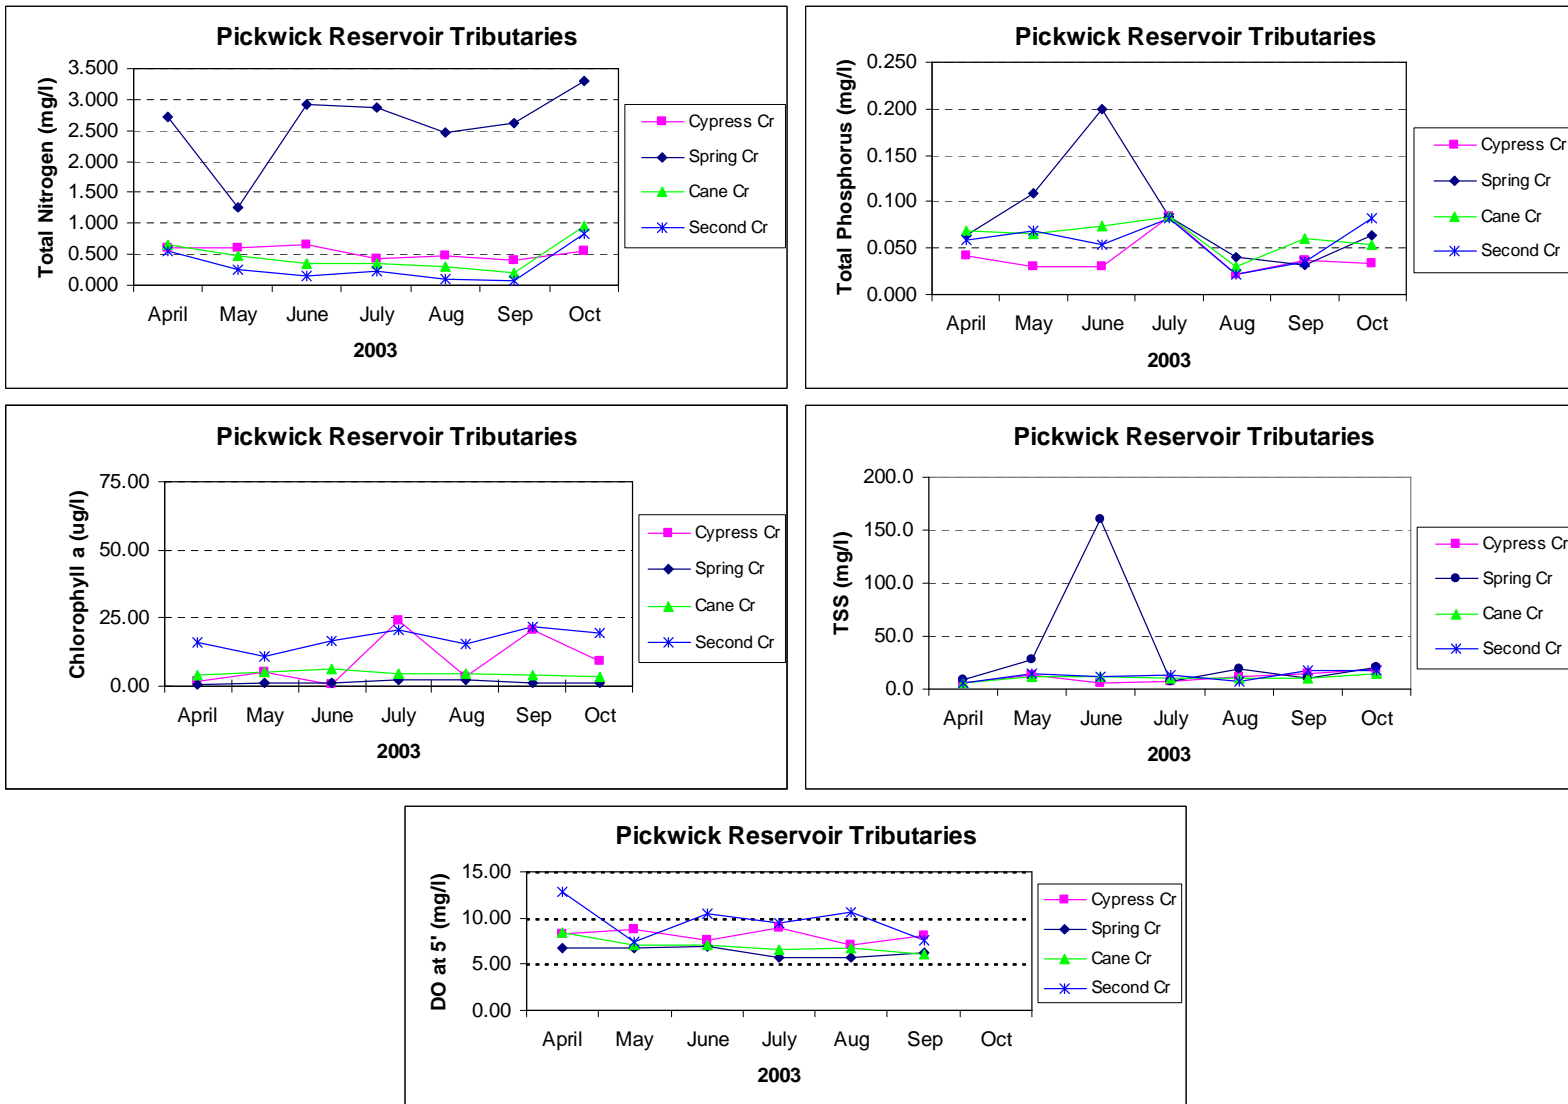 Pickwick Reservoir Tributaries
Total Nitrogen (mg/l)
3.500
3.000
2.500
2.000
1.500
1.000
0.500
0.000
April May June July Aug Sep Oct
2003
Cypress Cr
Spring Cr
Cane Cr
Second Cr
Pickwick Reservoir Tributaries
Total Phosphorus (mg/l)
0.250
0.200
0.150
0.100
0.050
0.000
April May June July Aug Sep Oct
2003
Cypress Cr
Spring Cr
Cane Cr
Second Cr
Pickwick Reservoir Tributaries
Chlorophyll a (ug/l)
75.00
50.00
25.00
0.00
April May June July Aug Sep Oct
2003
Cypress Cr
Spring Cr
Cane Cr
Second Cr
Pickwick Reservoir Tributaries
TSS (mg/l)
200.0
150.0
100.0
50.0
0.0
April May June July Aug Sep Oct
2003
Cypress Cr
Spring Cr
Cane Cr
Second Cr
Pickwick Reservoir Tributaries
DO at 5' (mg/l)
15.00
10.00
5.00
0.00
April May June July Aug Sep Oct
2003
Cypress Cr
Spring Cr
Cane Cr
Second Cr